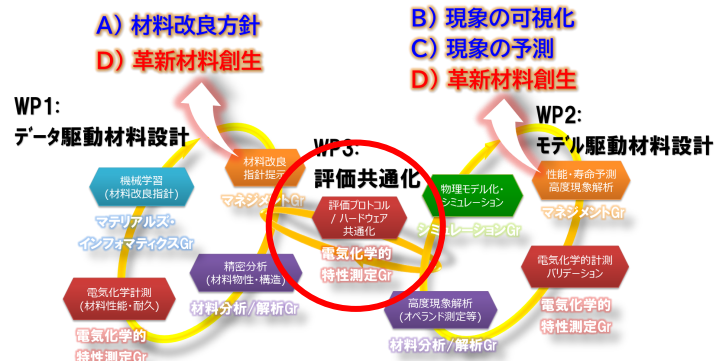 A）材料改良方針
D）革新材料創生
B）現象の可視化
C）現象の予測
D）革新材料創生
WP1:
データ駆動材料設計
機械学習
(材料改良指針)
マテリアルズ・
インフォマティクスGr
材料改良
指針提示
マネジメントGr
電気化学計測
(材料性能・耐久)
電気化学的
特性測定Gr
精密分析
(材料物性・構造)
材料分析/解析Gr
WP3:
評価共通化
評価プロトコル
/ ハードウェア
共通化
電気化学的
特性測定Gr
WP2:
モデル駆動材料設計
物理モデル化・
シミュレーション
シミュレーションGr
性能・寿命予測
高度現象解析
マネジメントGr
高度現象解析
(オペランド測定等)
材料分析/解析Gr
電気化学的計測
バリデーション
電気化学的
特性測定Gr